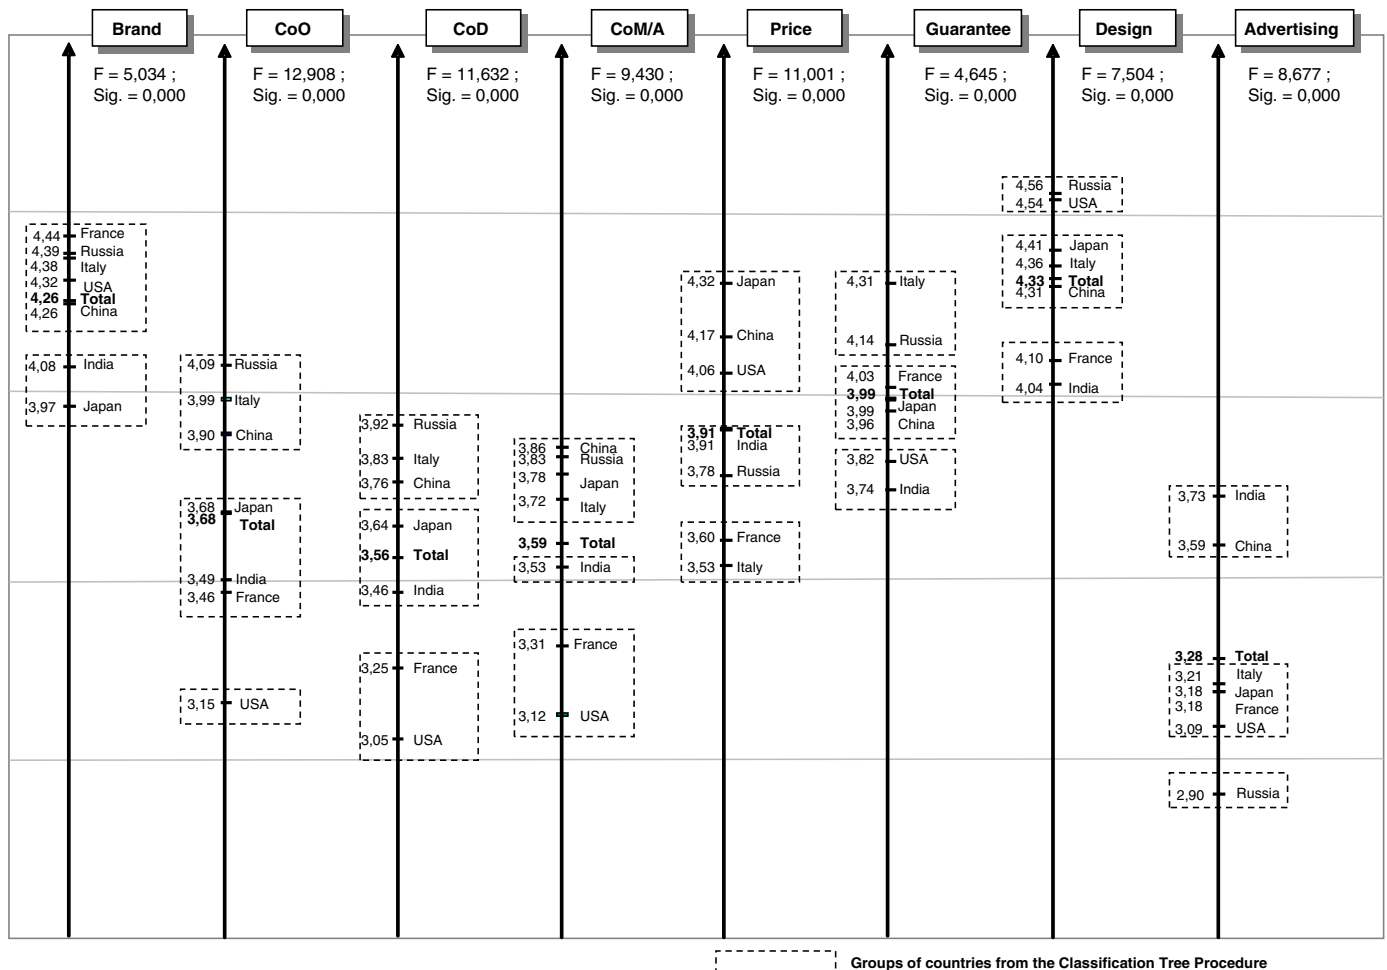 Brand
CoO
CoD
CoM/A
Price
Guarantee
Design
Advertising
F = 5,034 ;
Sig. = 0,000
F = 12,908 ;
Sig. = 0,000
F = 11,632 ;
Sig. = 0,000
F = 9,430 ;
Sig. = 0,000
F = 11,001 ;
Sig. = 0,000
F = 4,645 ;
Sig. = 0,000
F = 7,504 ;
Sig. = 0,000
F = 8,677 ;
Sig. = 0,000
4,44 France
4,39 Russia
4,38 Italy
4,32 USA
4,26 Total
4,26 China
4,08 India
3,97 Japan
4,09 Russia
3,99 Italy
3,90 China
3,68 Japan
3,68 Total
3,49 India
3,46 France
3,15 USA
3,92 Russia
3,83 Italy
3,76 China
3,64 Japan
3,56 Total
3,46 India
3,25 France
3,05 USA
3,86 China
3,83 Russia
3,78 Japan
3,72 Italy
3,59 Total
3,53 India
3,31 France
3,12 USA
4,32 Japan
4,17 China
4,06 USA
3,91 Total
3,91 India
3,78 Russia
3,60 France
3,53 Italy
4,31 Italy
4,14 Russia
4,03 France
3,99 Total
3,99 Japan
3,96 China
3,82 USA
3,74 India
4,56 Russia
4,54 USA
4,41 Japan
4,36 Italy
4,33 Total
4,31 China
4,10 France
4,04 India
3,73 India
3,59 China
3,28 Total
3,21 Italy
3,18 Japan
3,18 France
3,09 USA
2,90 Russia
Groups of countries from the Classification Tree Procedure